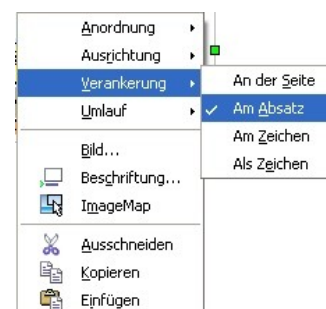 Anordnung
Ausrichtung
Verankerung
Umlauf
Bild...
Beschriftung...
ImageMap
Ausschneiden
Kopieren
Einfügen
An der Seite
Am Absatz
Am Zeichen
Als Zeichen